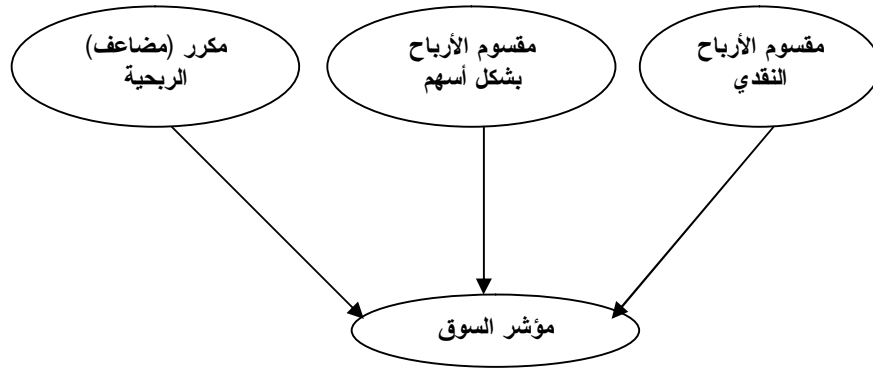 مقسوم الأرباح
النقدي
مقسوم الأرباح
بشكل أسهم
مكرر (مضاعف)
الربحية
مؤشر السوق